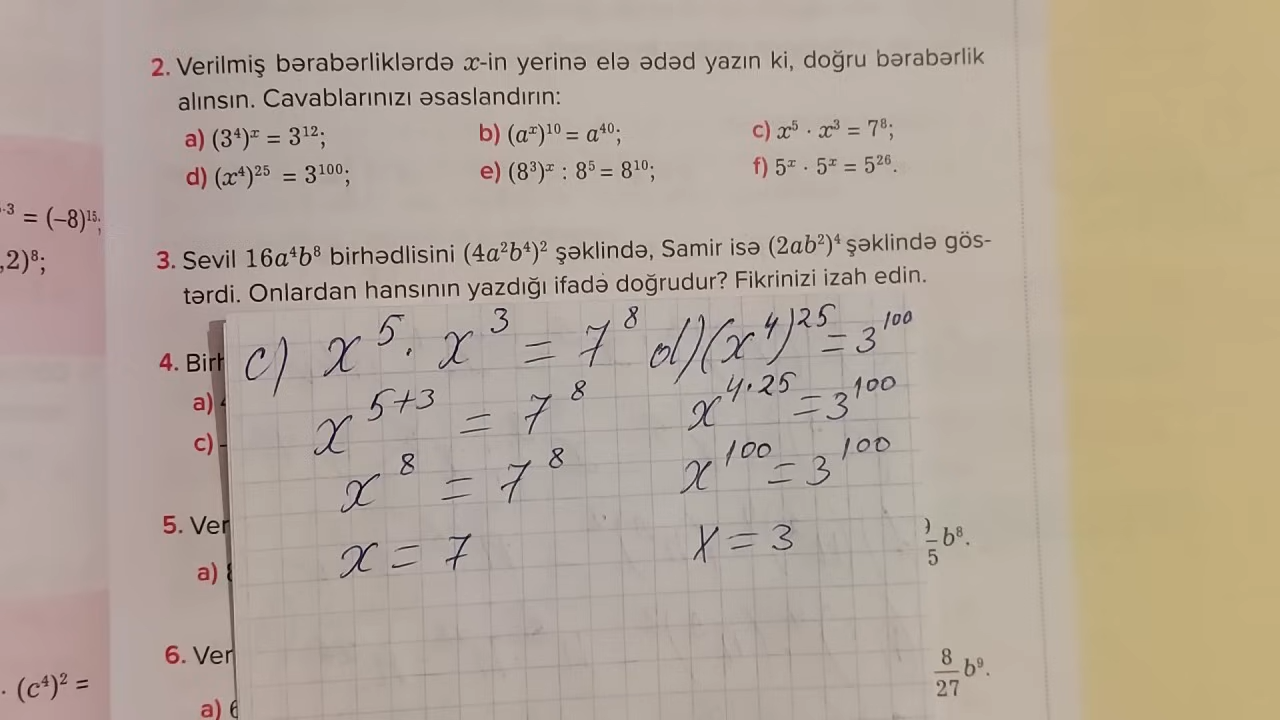 2. Verilmiş bərabərliklərdə x-in yerinə elə ədəd yazın ki, doğru bərabərlik
alınsın. Cavablarınızı əsaslandırın:
a) (3⁴)ˣ = 3¹²; b) (aˣ)¹⁰ = a⁴⁰; c) x⁵ · x³ = 7⁸;
d) (x⁴)²⁵ = 3¹⁰⁰; e) (8³)ˣ : 8⁵ = 8¹⁰; f) 5ˣ · 5ˣ = 5²⁶.
·³ = (–8)¹⁵;
,2)⁸;
3. Sevil 16a⁴b⁸ birhədlisini (4a²b⁴)² şəklində, Samir isə (2ab²)⁴ şəklində gös-
tərdi. Onlardan hansının yazdığı ifadə doğrudur? Fikrinizi izah edin.
4. Birh
a)
c) –
5. Ver
a)
6. Ver
a) 6
c) x⁵ · x³ = 7⁸
x⁵⁺³ = 7⁸
x⁸ = 7⁸
x = 7
d) (x⁴)²⁵ = 3¹⁰⁰
x⁴·²⁵ = 3¹⁰⁰
x¹⁰⁰ = 3¹⁰⁰
x = 3
5 b⁸.
8/27 b⁹.
· (c⁴)² =